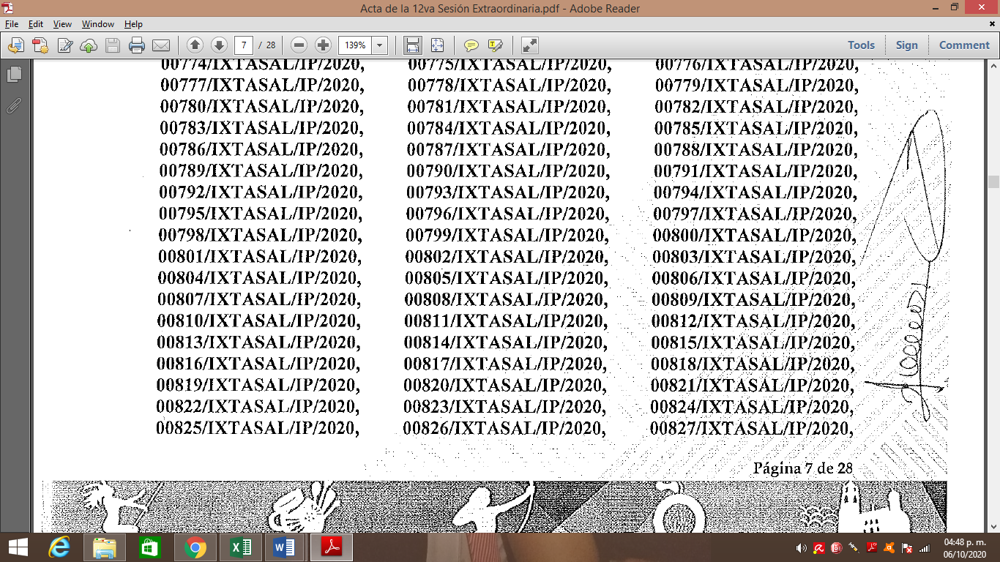 Acta de la 12va Sesión Extraordinaria.pdf - Adobe Reader
File Edit View Window Help
7 / 28 139% Tools Sign Comment
00774/IXTASAL/IP/2020, 00775/IXTASAL/IP/2020, 00776/IXTASAL/IP/2020,
00777/IXTASAL/IP/2020, 00778/IXTASAL/IP/2020, 00779/IXTASAL/IP/2020,
00780/IXTASAL/IP/2020, 00781/IXTASAL/IP/2020, 00782/IXTASAL/IP/2020,
00783/IXTASAL/IP/2020, 00784/IXTASAL/IP/2020, 00785/IXTASAL/IP/2020,
00786/IXTASAL/IP/2020, 00787/IXTASAL/IP/2020, 00788/IXTASAL/IP/2020,
00789/IXTASAL/IP/2020, 00790/IXTASAL/IP/2020, 00791/IXTASAL/IP/2020,
00792/IXTASAL/IP/2020, 00793/IXTASAL/IP/2020, 00794/IXTASAL/IP/2020,
00795/IXTASAL/IP/2020, 00796/IXTASAL/IP/2020, 00797/IXTASAL/IP/2020,
00798/IXTASAL/IP/2020, 00799/IXTASAL/IP/2020, 00800/IXTASAL/IP/2020,
00801/IXTASAL/IP/2020, 00802/IXTASAL/IP/2020, 00803/IXTASAL/IP/2020,
00804/IXTASAL/IP/2020, 00805/IXTASAL/IP/2020, 00806/IXTASAL/IP/2020,
00807/IXTASAL/IP/2020, 00808/IXTASAL/IP/2020, 00809/IXTASAL/IP/2020,
00810/IXTASAL/IP/2020, 00811/IXTASAL/IP/2020, 00812/IXTASAL/IP/2020,
00813/IXTASAL/IP/2020, 00814/IXTASAL/IP/2020, 00815/IXTASAL/IP/2020,
00816/IXTASAL/IP/2020, 00817/IXTASAL/IP/2020, 00818/IXTASAL/IP/2020,
00819/IXTASAL/IP/2020, 00820/IXTASAL/IP/2020, 00821/IXTASAL/IP/2020,
00822/IXTASAL/IP/2020, 00823/IXTASAL/IP/2020, 00824/IXTASAL/IP/2020,
00825/IXTASAL/IP/2020, 00826/IXTASAL/IP/2020, 00827/IXTASAL/IP/2020,
Página 7 de 28
04:48 p. m.
06/10/2020